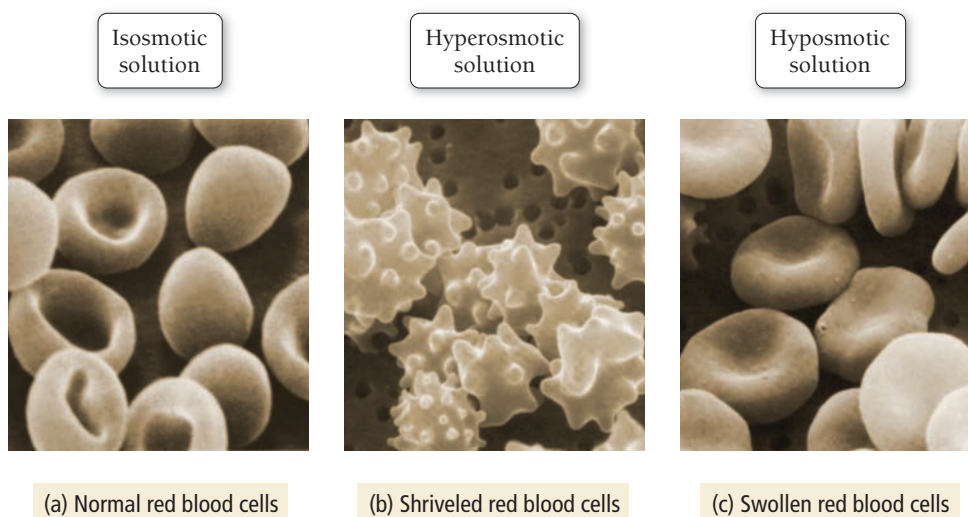 Isosmotic
solution
Hyperosmotic
solution
Hyposmotic
solution
(a) Normal red blood cells
(b) Shriveled red blood cells
(c) Swollen red blood cells